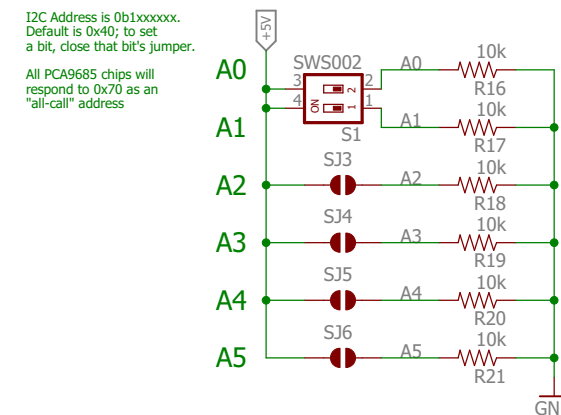 I2C Address is 0b1xxxxxx.
Default is 0x40; to set
a bit, close that bit's jumper.
All PCA9685 chips will
respond to 0x70 as an
"all-call" address
+5V
A0
SWS002
3
2
4
1
ON
2
1
S1
A0
10k
R16
A1
A1
10k
R17
A2
SJ3
A2
10k
R18
A3
SJ4
A3
10k
R19
A4
SJ5
A4
10k
R20
A5
SJ6
A5
10k
R21
GN